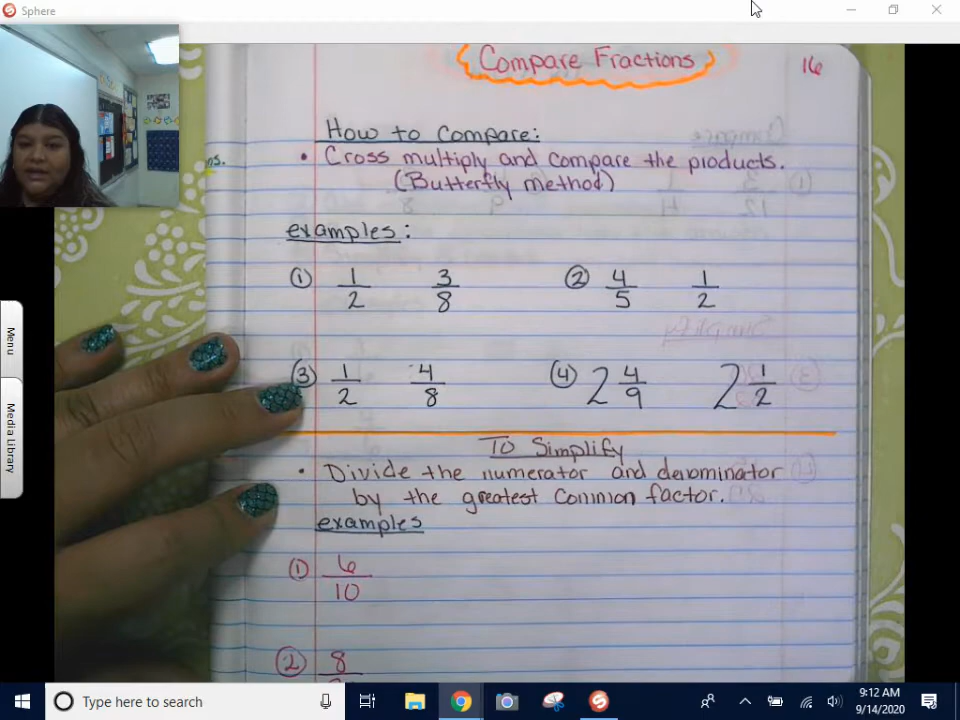 Sphere
Compare Fractions
16
How to Compare:
ns.
• Cross multiply and compare the products.
(Butterfly method)
examples:
① 1/2 3/8 ② 4/5 1/2
③ 1/2 4/8 ④ 2 4/9 2 1/2
Menu
Media Library
To Simplify
• Divide the numerator and denominator
by the greatest common factor.
examples
① 6/10
② 8
Type here to search
9:12 AM
9/14/2020